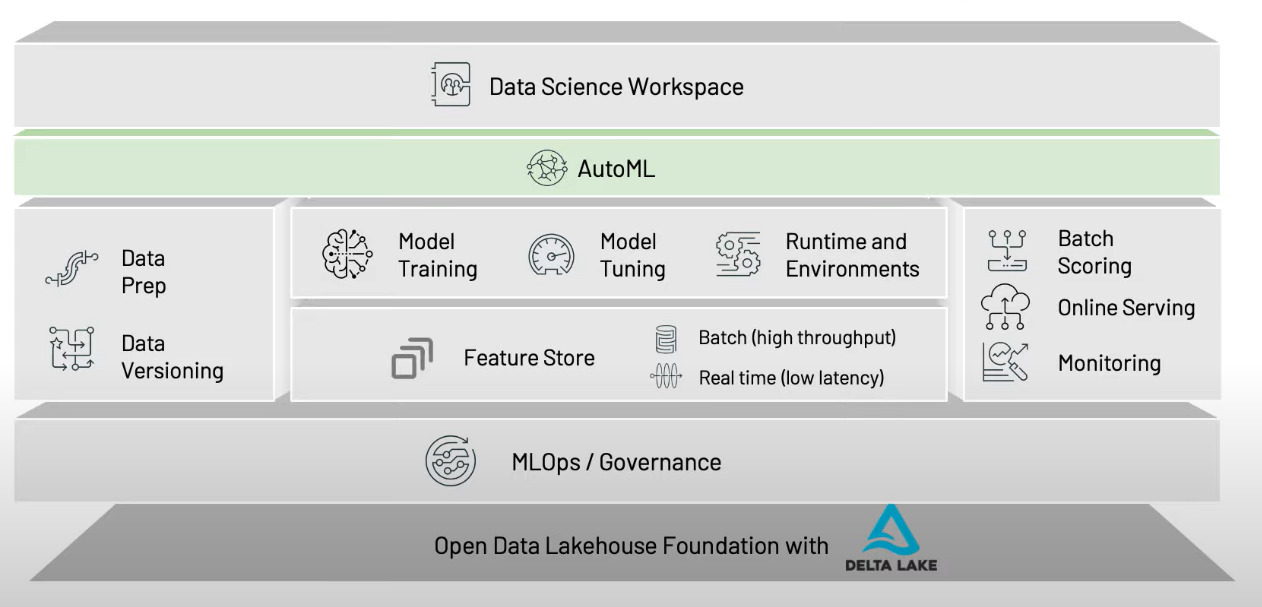 Data Science Workspace
AutoML
Data
Prep
Data
Versioning
Model
Training
Model
Tuning
Runtime and
Environments
Feature Store
Batch (high throughput)
Real time (low latency)
Batch
Scoring
Online Serving
Monitoring
MLOps / Governance
Open Data Lakehouse Foundation with
DELTA LAKE